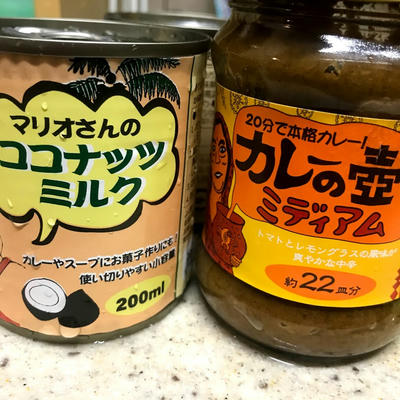 マリオさんの
ココナッツ
ミルク
カレーやスープにお菓子作りにも!
使い切りやすい小容量
200ml
20分で本格カレー!
カレーの壺
ミディアム
トマトとレモングラスの風味が
爽やかな中辛
約22皿分